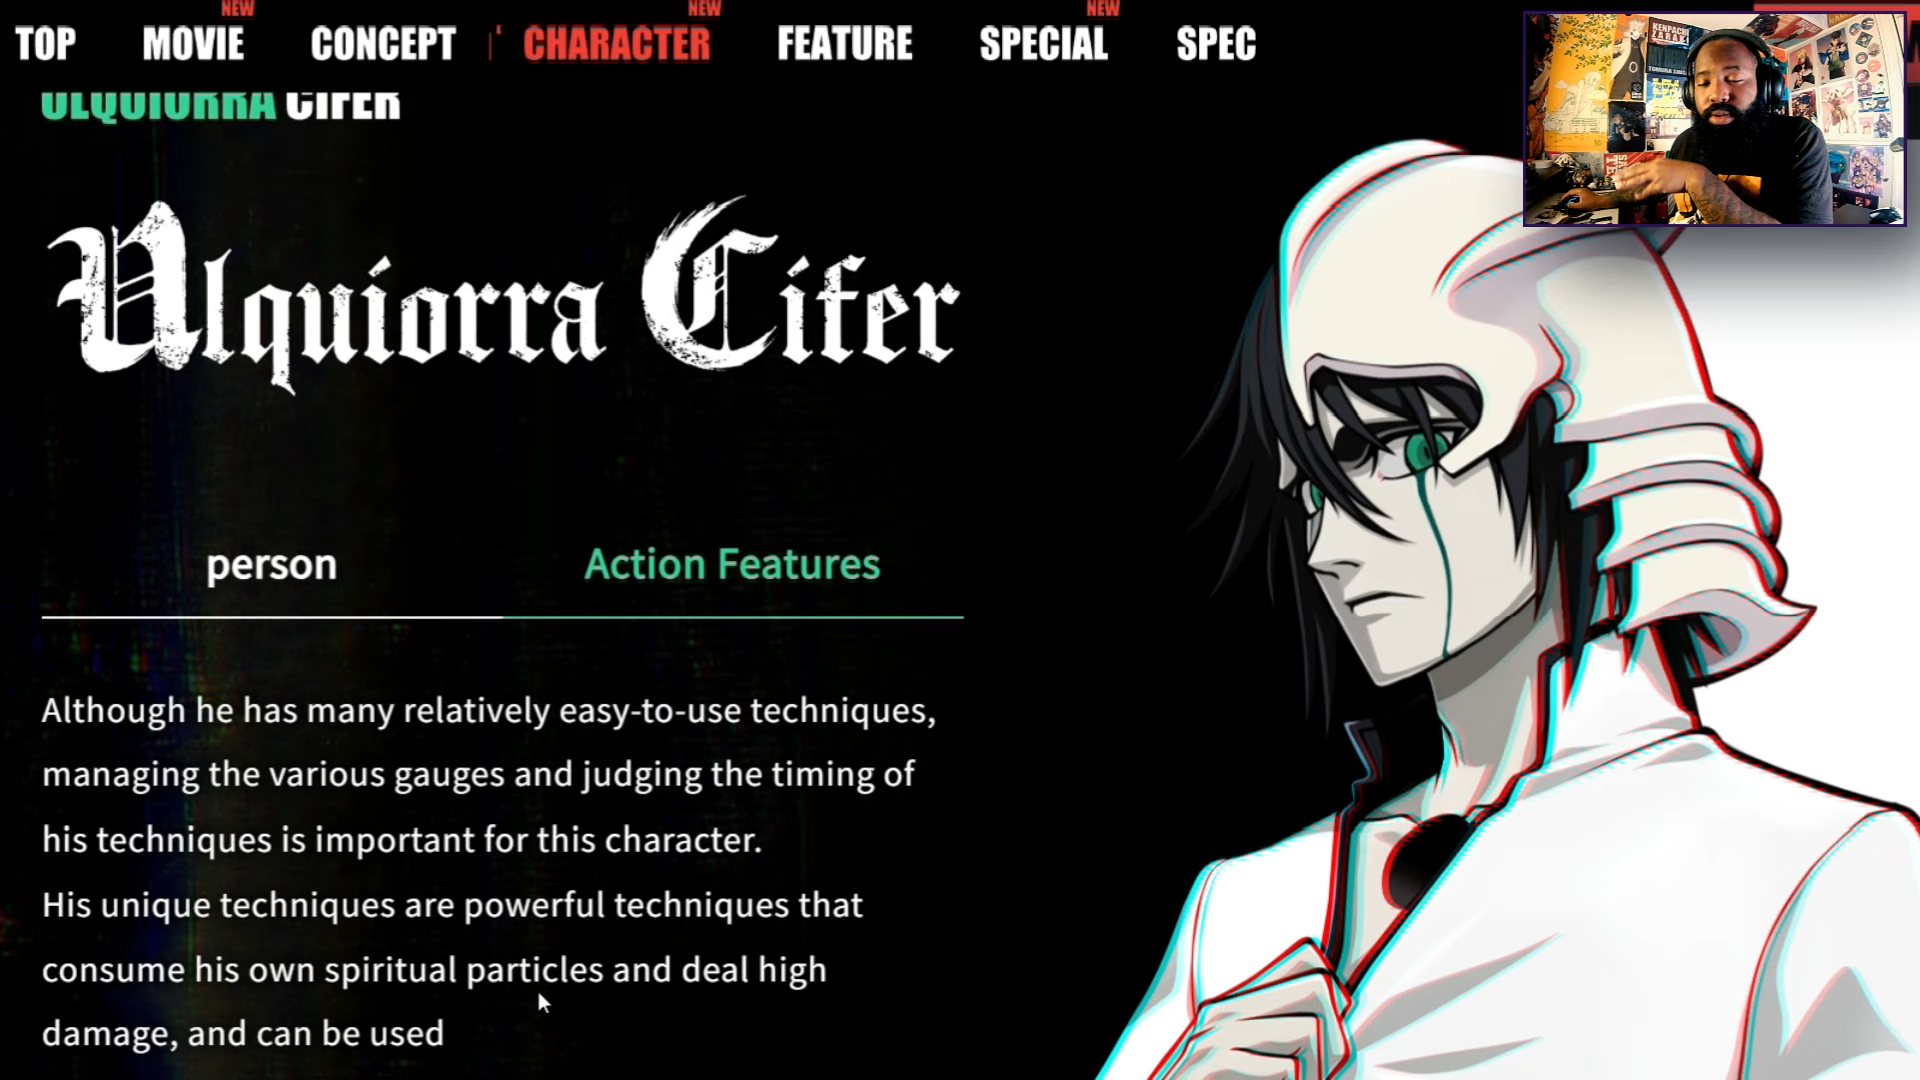 NEW NEW NEW
TOP MOVIE CONCEPT CHARACTER FEATURE SPECIAL SPEC
ULQUIORRA CIFER
Ulquiorra Cifer
person Action Features
Although he has many relatively easy-to-use techniques,
managing the various gauges and judging the timing of
his techniques is important for this character.
His unique techniques are powerful techniques that
consume his own spiritual particles and deal high
damage, and can be used
KENPACHI